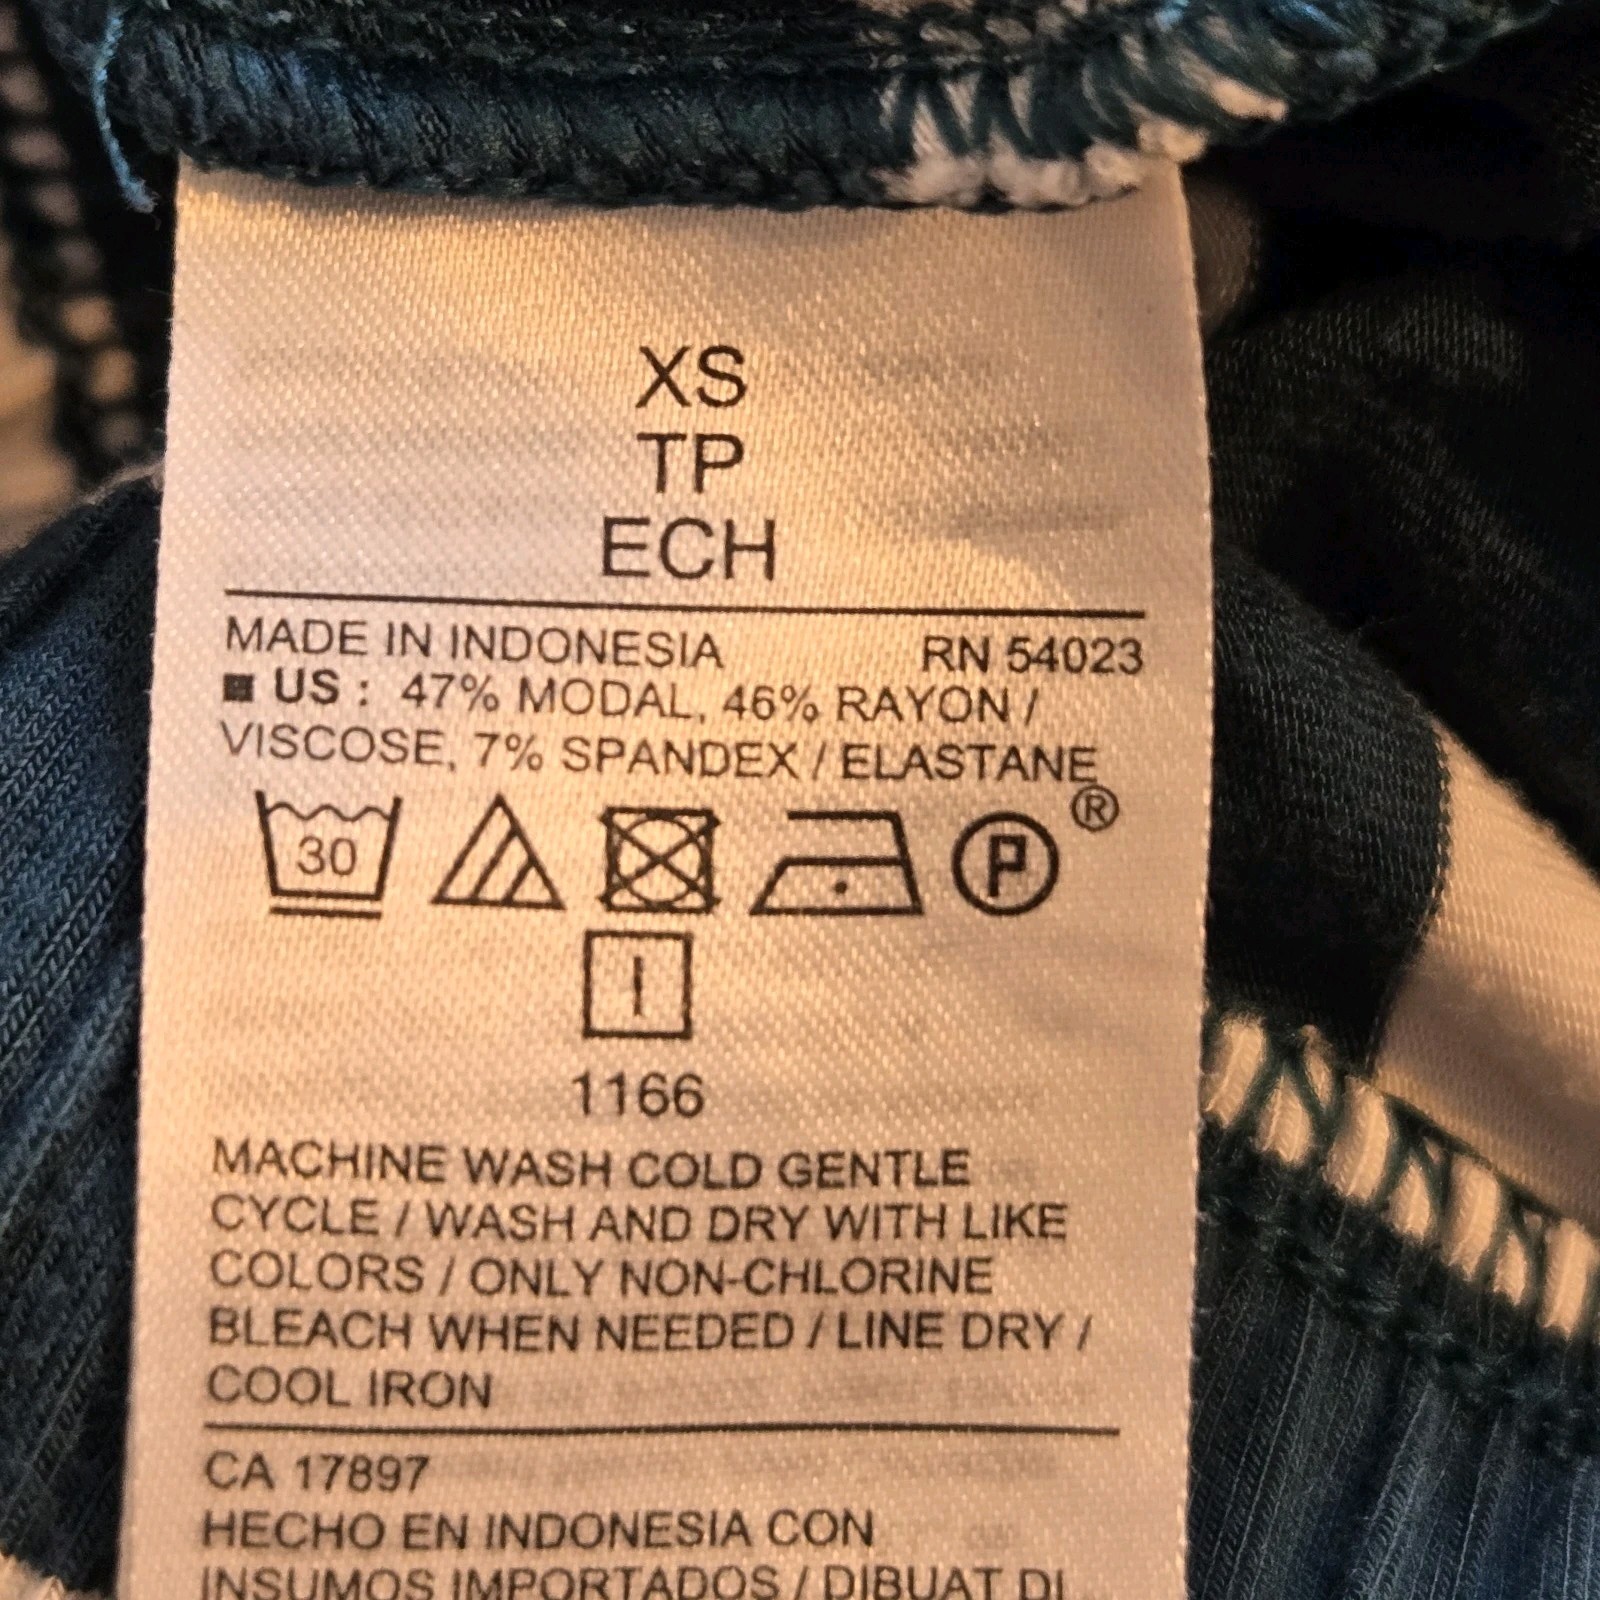 XS
TP
ECH
MADE IN INDONESIA RN 54023
US : 47% MODAL, 46% RAYON /
VISCOSE, 7% SPANDEX / ELASTANE
30 P ®
1166
MACHINE WASH COLD GENTLE
CYCLE / WASH AND DRY WITH LIKE
COLORS / ONLY NON-CHLORINE
BLEACH WHEN NEEDED / LINE DRY /
COOL IRON
CA 17897
HECHO EN INDONESIA CON
INSUMOS IMPORTADOS / DIBUAT DI